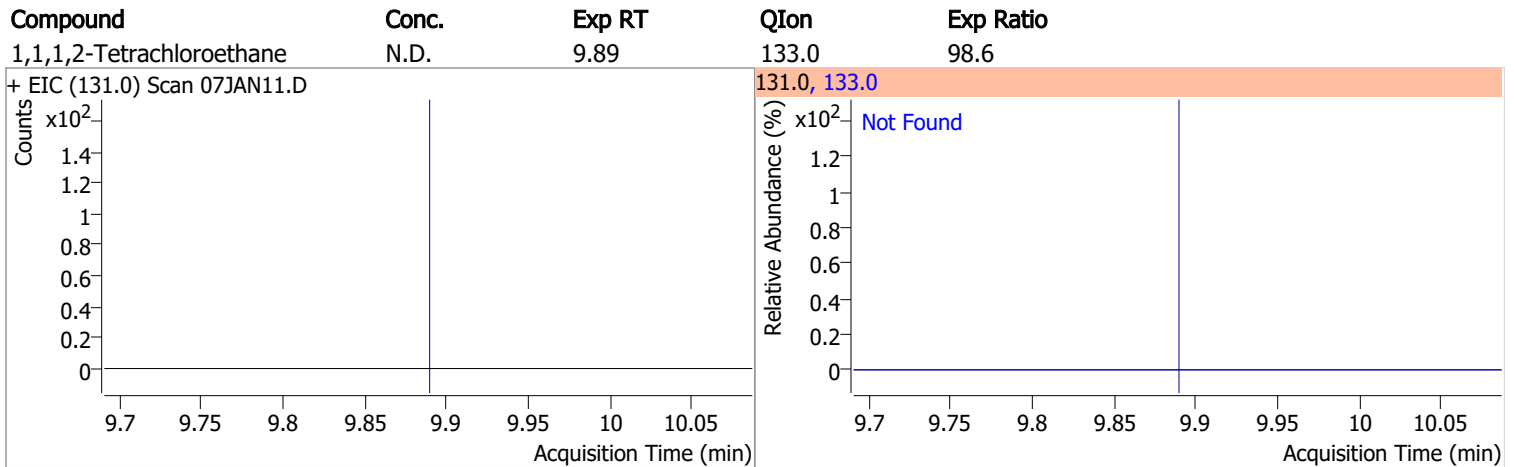 Compound Conc. Exp RT QIon Exp Ratio
1,1,1,2-Tetrachloroethane N.D. 9.89 133.0 98.6
+ EIC (131.0) Scan 07JAN11.D
Counts
x10²
1.4
1.2
1
0.8
0.6
0.4
0.2
0
9.7 9.75 9.8 9.85 9.9 9.95 10 10.05
Acquisition Time (min)
131.0, 133.0
Relative Abundance (%)
x10²
Not Found
1.2
1
0.8
0.6
0.4
0.2
0
9.7 9.75 9.8 9.85 9.9 9.95 10 10.05
Acquisition Time (min)